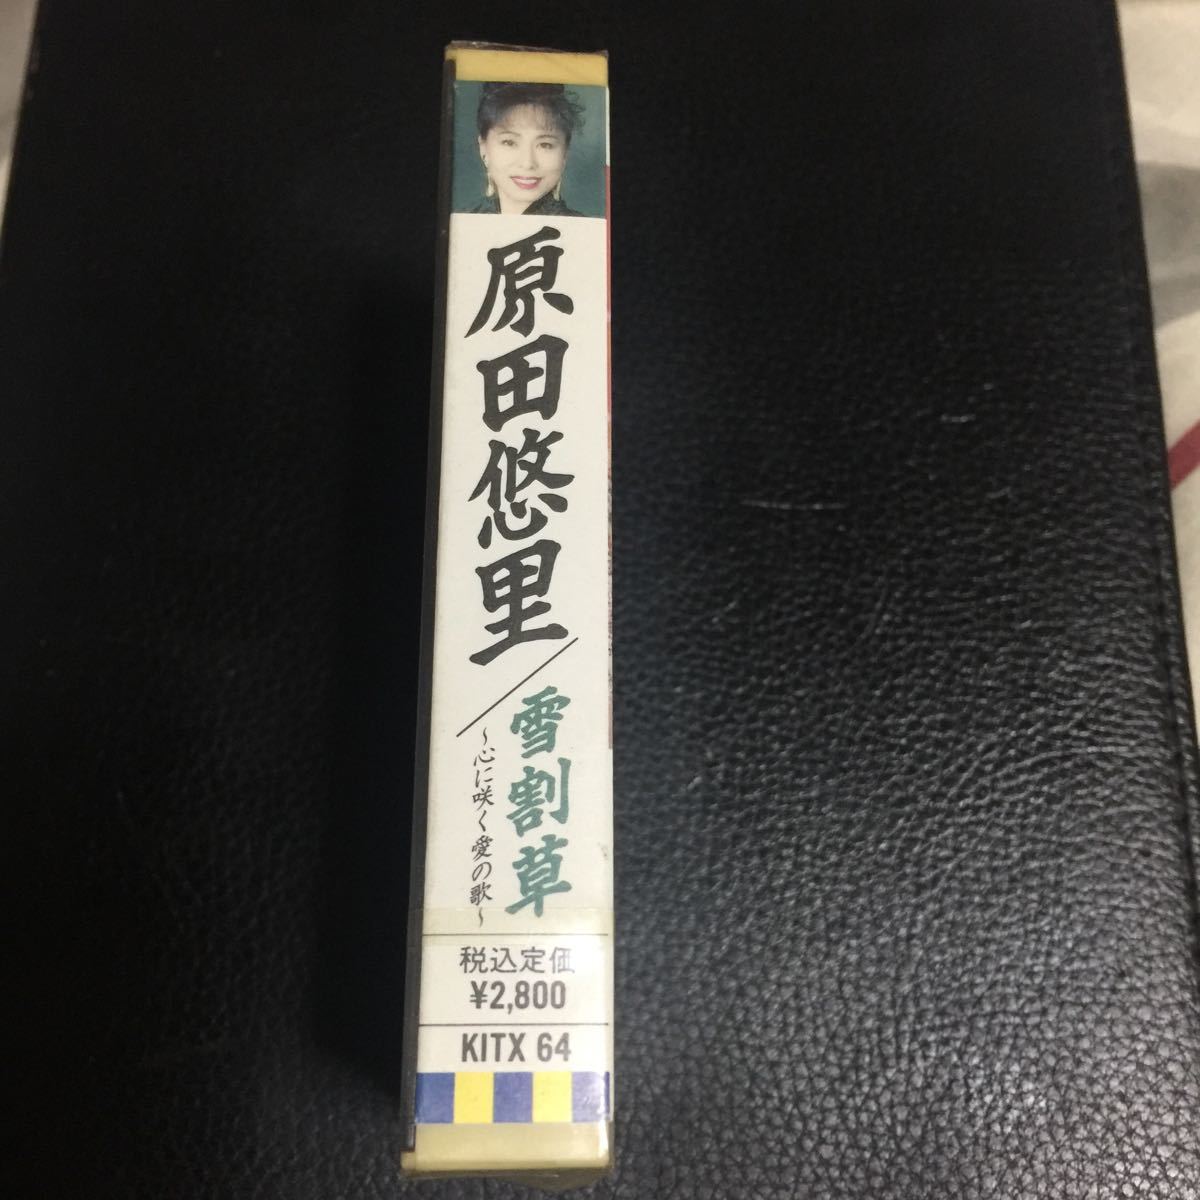 原田悠里
雪割草
～心に咲く愛の歌～
税込定価
¥2,800
KITX 64